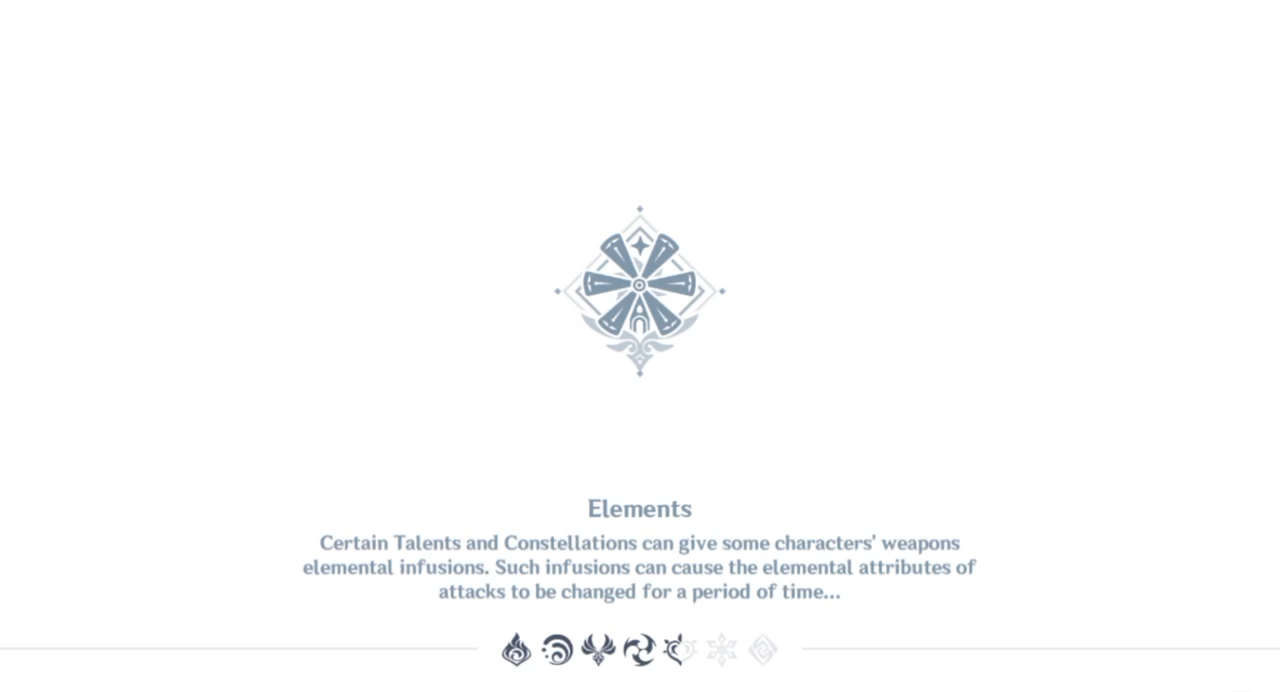 Elements
Certain Talents and Constellations can give some characters' weapons
elemental infusions. Such infusions can cause the elemental attributes of
attacks to be changed for a period of time...